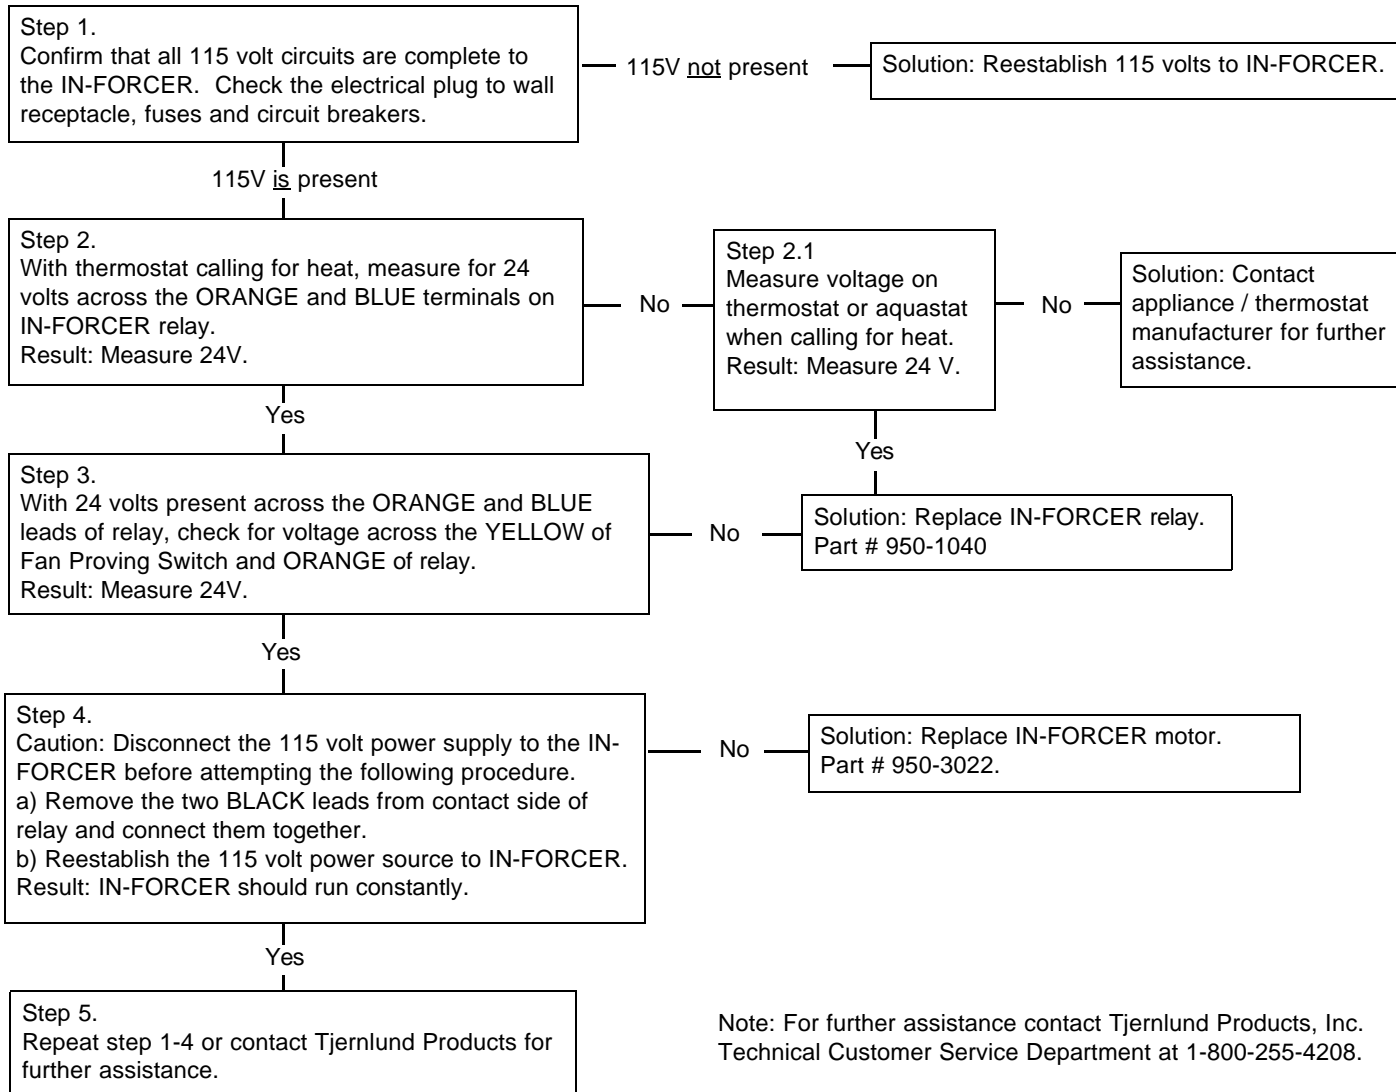 Step 1.
Confirm that all 115 volt circuits are complete to
the IN-FORCER.  Check the electrical plug to wall
receptacle, fuses and circuit breakers.
115V not present
Solution: Reestablish 115 volts to IN-FORCER.
115V is present
Step 2.
With thermostat calling for heat, measure for 24
volts across the ORANGE and BLUE terminals on
IN-FORCER relay.
Result: Measure 24V.
No
Step 2.1
Measure voltage on
thermostat or aquastat
when calling for heat.
Result: Measure 24 V.
No
Solution: Contact
appliance / thermostat
manufacturer for further
assistance.
Yes
Yes
Step 3.
With 24 volts present across the ORANGE and BLUE
leads of relay, check for voltage across the YELLOW of
Fan Proving Switch and ORANGE of relay.
Result: Measure 24V.
No
Solution: Replace IN-FORCER relay.
Part # 950-1040
Yes
Step 4.
Caution: Disconnect the 115 volt power supply to the IN-
FORCER before attempting the following procedure.
a) Remove the two BLACK leads from contact side of
relay and connect them together.
b) Reestablish the 115 volt power source to IN-FORCER.
Result: IN-FORCER should run constantly.
No
Solution: Replace IN-FORCER motor.
Part # 950-3022.
Yes
Step 5.
Repeat step 1-4 or contact Tjernlund Products for
further assistance.
Note: For further assistance contact Tjernlund Products, Inc.
Technical Customer Service Department at 1-800-255-4208.